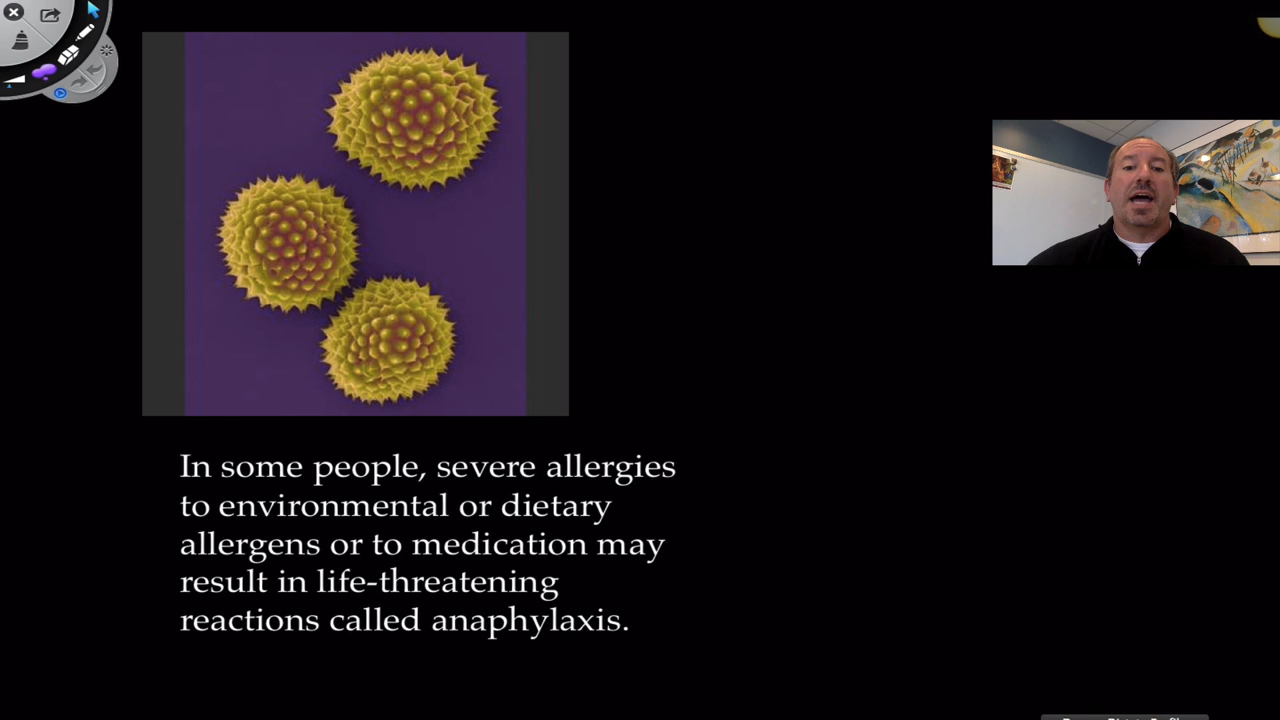 In some people, severe allergies
to environmental or dietary
allergens or to medication may
result in life-threatening
reactions called anaphylaxis.